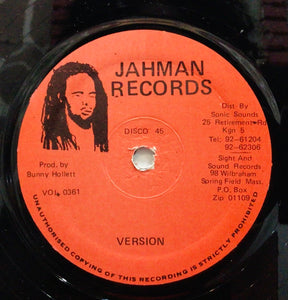 JAHMAN
RECORDS
DISCO 45
Dist By
Sonic Sounds
25 Retirement Rd
Kgn 5
Tel: 92-61204
92-62306
Sight And
Sound Records
98 Wilbraham
Spring Field Mass.
P.O. Box
Zip 01109
Prod. by
Bunny Hollett
VOL 0361
VERSION
UNAUTHORISED COPYING OF THIS RECORDING IS STRICTLY PROHIBITED